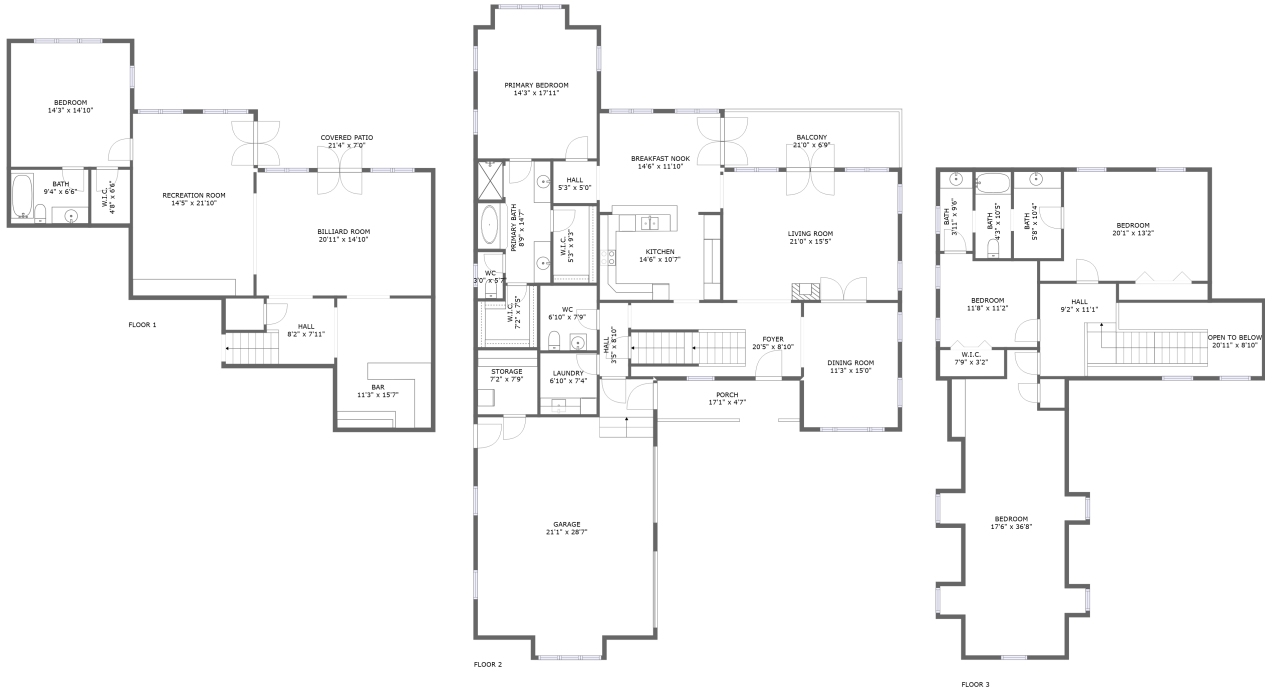 BEDROOM
14'3" x 14'10"
BATH
9'4" x 6'6"
W.I.C.
4'8" x 6'6"
RECREATION ROOM
14'5" x 21'10"
COVERED PATIO
21'4" x 7'0"
BILLIARD ROOM
20'11" x 14'10"
HALL
8'2" x 7'11"
BAR
11'3" x 15'7"
FLOOR 1
PRIMARY BEDROOM
14'3" x 17'11"
HALL
5'3" x 5'0"
PRIMARY BATH
8'9" x 14'7"
W.I.C.
5'3" x 9'3"
WC
3'0" x 5'7"
W.I.C.
7'2" x 7'5"
WC
6'10" x 7'9"
HALL
3'5" x 8'10"
STORAGE
7'2" x 7'9"
LAUNDRY
6'10" x 7'4"
BREAKFAST NOOK
14'6" x 11'10"
KITCHEN
14'6" x 10'7"
BALCONY
21'0" x 6'9"
LIVING ROOM
21'0" x 15'5"
FOYER
20'5" x 8'10"
DINING ROOM
11'3" x 15'0"
PORCH
17'1" x 4'7"
GARAGE
21'1" x 28'7"
FLOOR 2
BATH
3'11" x 9'6"
BATH
4'3" x 10'5"
BATH
5'8" x 10'4"
BEDROOM
20'1" x 13'2"
BEDROOM
11'8" x 11'2"
HALL
9'2" x 11'1"
W.I.C.
7'9" x 3'2"
OPEN TO BELOW
20'11" x 8'10"
BEDROOM
17'6" x 36'8"
FLOOR 3